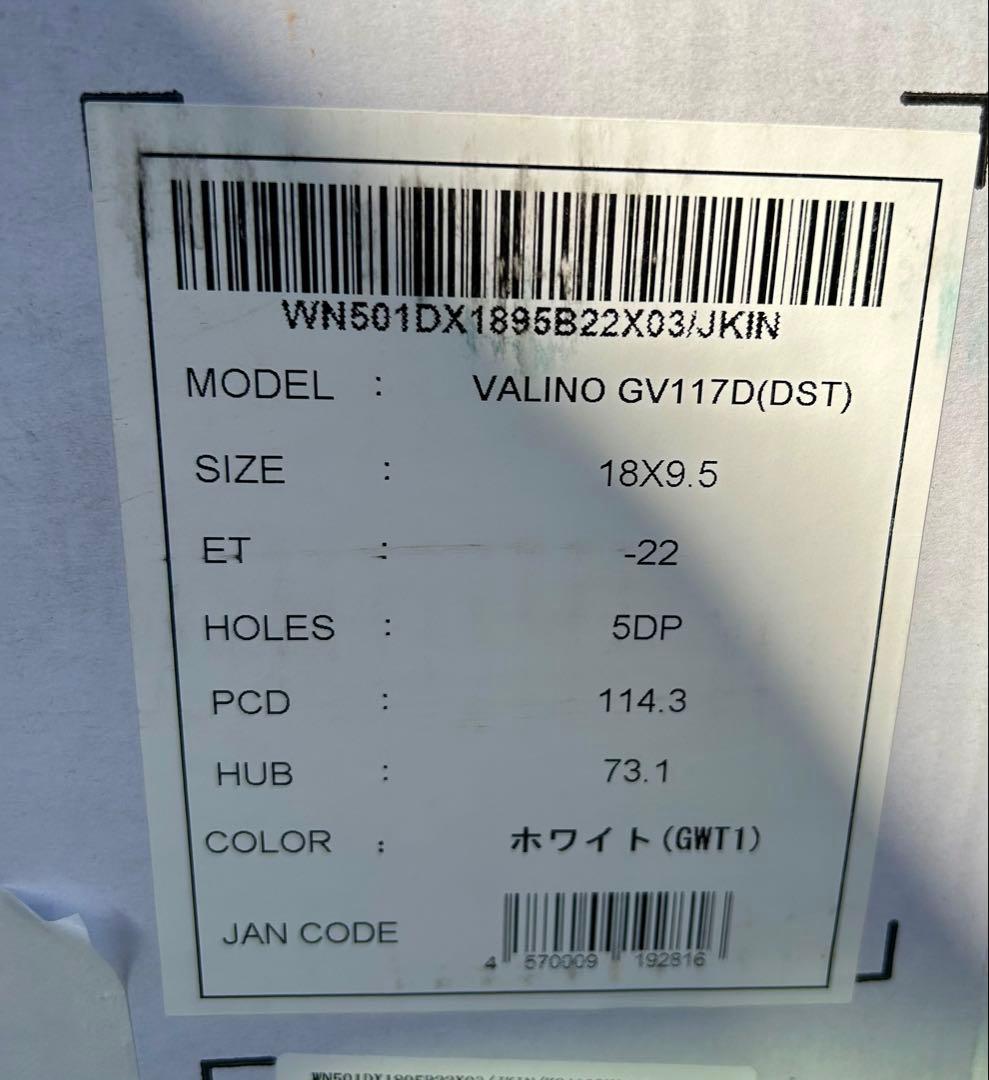 WN501DX1895B22X03/JKIN
MODEL : VALINO GV117D(DST)
SIZE : 18X9.5
ET : -22
HOLES : 5DP
PCD : 114.3
HUB : 73.1
COLOR : ホワイト(GWT1)
JAN CODE
4 570009 192816